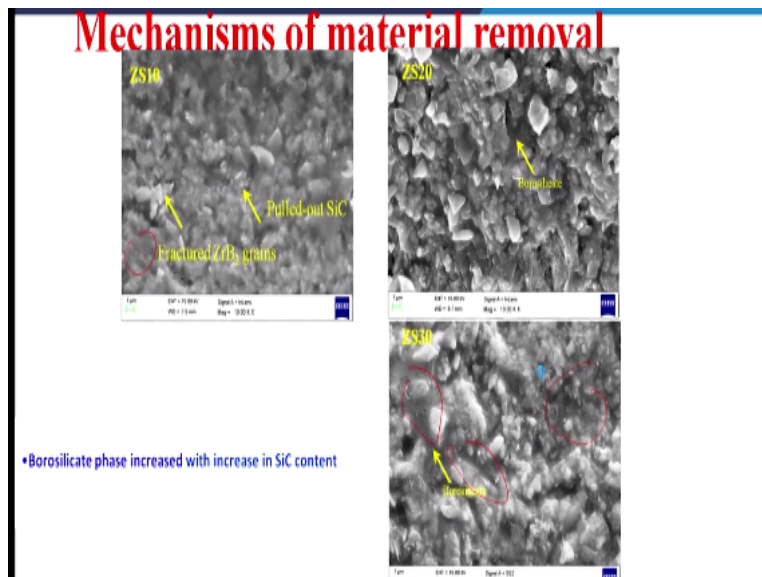 Mechanisms of material removal
ZS10
Pulled-out SiC
Fractured ZrB₂ grains
ZS20
Borosilicate
ZS30
•Borosilicate phase increased with increase in SiC content